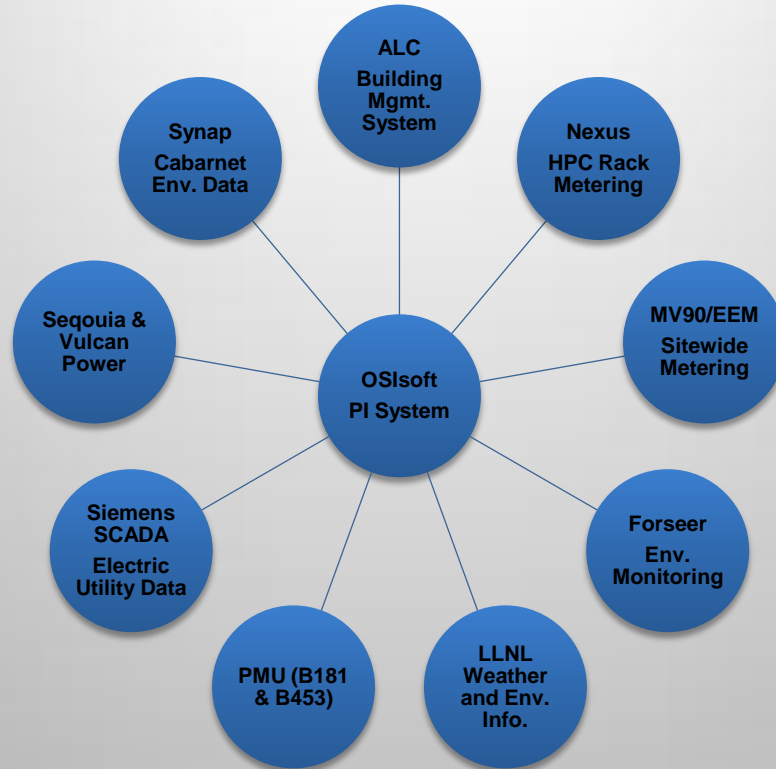 ALC
Building
Mgmt.
System
Synap
Cabarnet
Env. Data
Nexus
HPC Rack
Metering
Seqouia &
Vulcan
Power
MV90/EEM
Sitewide
Metering
OSIsoft
PI System
Siemens
SCADA
Electric
Utility Data
Forseer
Env.
Monitoring
PMU (B181
& B453)
LLNL
Weather
and Env.
Info.